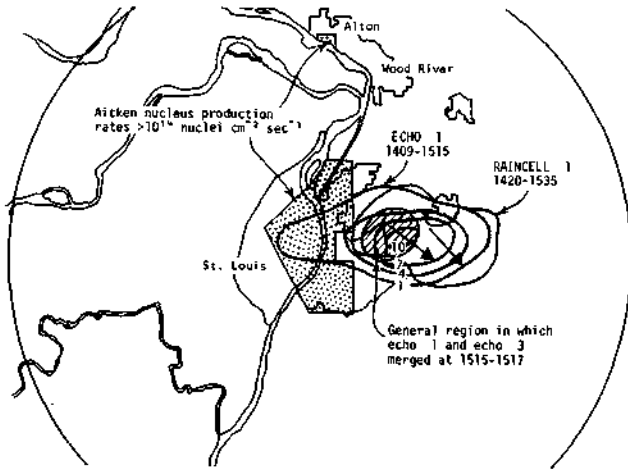 Alton
Wood River
Aitken nucleus production
rates >10¹⁴ nuclei cm⁻² sec⁻¹
ECHO 1
1409-1515
RAINCELL 1
1420-1535
St. Louis
10
7
4
1
General region in which
echo 1 and echo 3
merged at 1515-1517